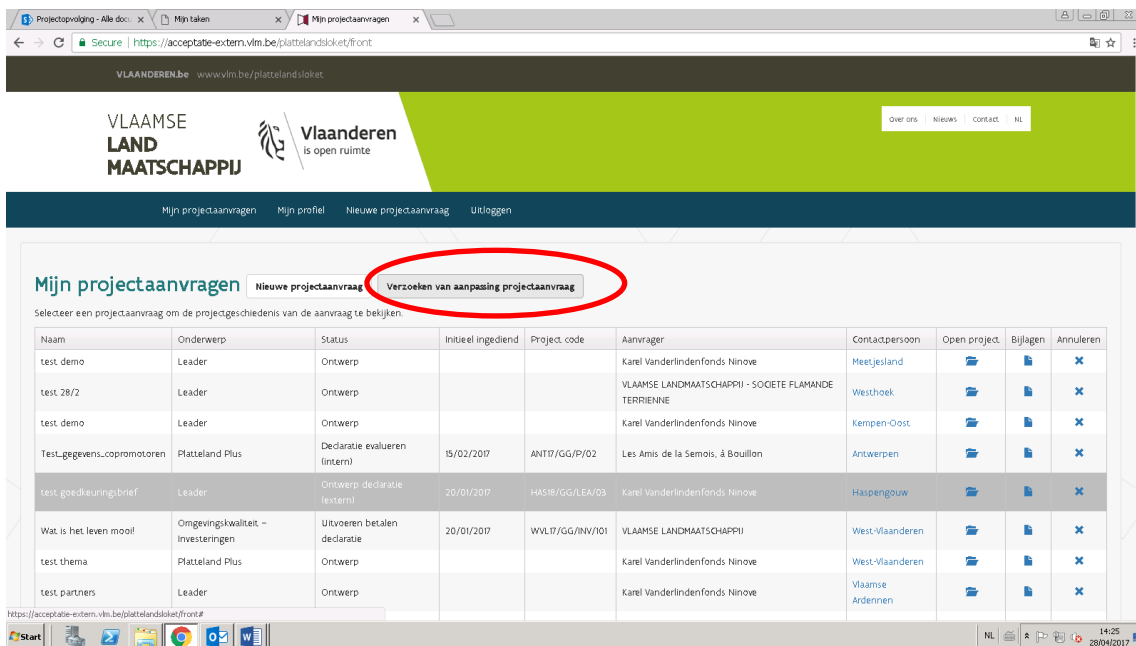 Projectopvolging - Alle docu
Mijn taken
Mijn projectaanvragen
Secure | https://acceptatie-extern.vlm.be/plattelandsloket/front
VLAANDEREN.be www.vlm.be/plattelandsloket
VLAAMSE
LAND
MAATSCHAPPIJ
Vlaanderen
is open ruimte
Over ons Nieuws Contact NL
Mijn projectaanvragen Mijn profiel Nieuwe projectaanvraag Uitloggen
Mijn projectaanvragen Nieuwe projectaanvraag Verzoeken van aanpassing projectaanvraag
Selecteer een projectaanvraag om de projectgeschiedenis van de aanvraag te bekijken.
Naam Onderwerp Status Initieel ingediend Project code Aanvrager Contactpersoon Open project Bijlagen Annuleren
test demo Leader Ontwerp Karel Vanderlindenfonds Ninove Meetjesland
test 28/2 Leader Ontwerp VLAAMSE LANDMAATSCHAPPIJ - SOCIETE FLAMANDE TERRIENNE Westhoek
test demo Leader Ontwerp Karel Vanderlindenfonds Ninove Kempen-Oost
Test_gegevens_copromotoren Platteland Plus Declaratie evalueren (intern) 15/02/2017 ANT17/GG/P/02 Les Amis de la Semois, á Bouillon Antwerpen
test goedkeuringsbrief Leader Ontwerp declaratie (extern) 20/01/2017 HAS18/GG/LEA/03 Karel Vanderlindenfonds Ninove Haspengouw
Wat is het leven mooi! Omgevingskwaliteit – Investeringen Uitvoeren betalen declaratie 20/01/2017 WVL17/GG/INV/101 VLAAMSE LANDMAATSCHAPPIJ West-Vlaanderen
test thema Platteland Plus Ontwerp Karel Vanderlindenfonds Ninove West-Vlaanderen
test partners Leader Ontwerp Karel Vanderlindenfonds Ninove Vlaamse Ardennen
https://acceptatie-extern.vlm.be/plattelandsloket/front#
Start
NL
14:25
28/04/2017